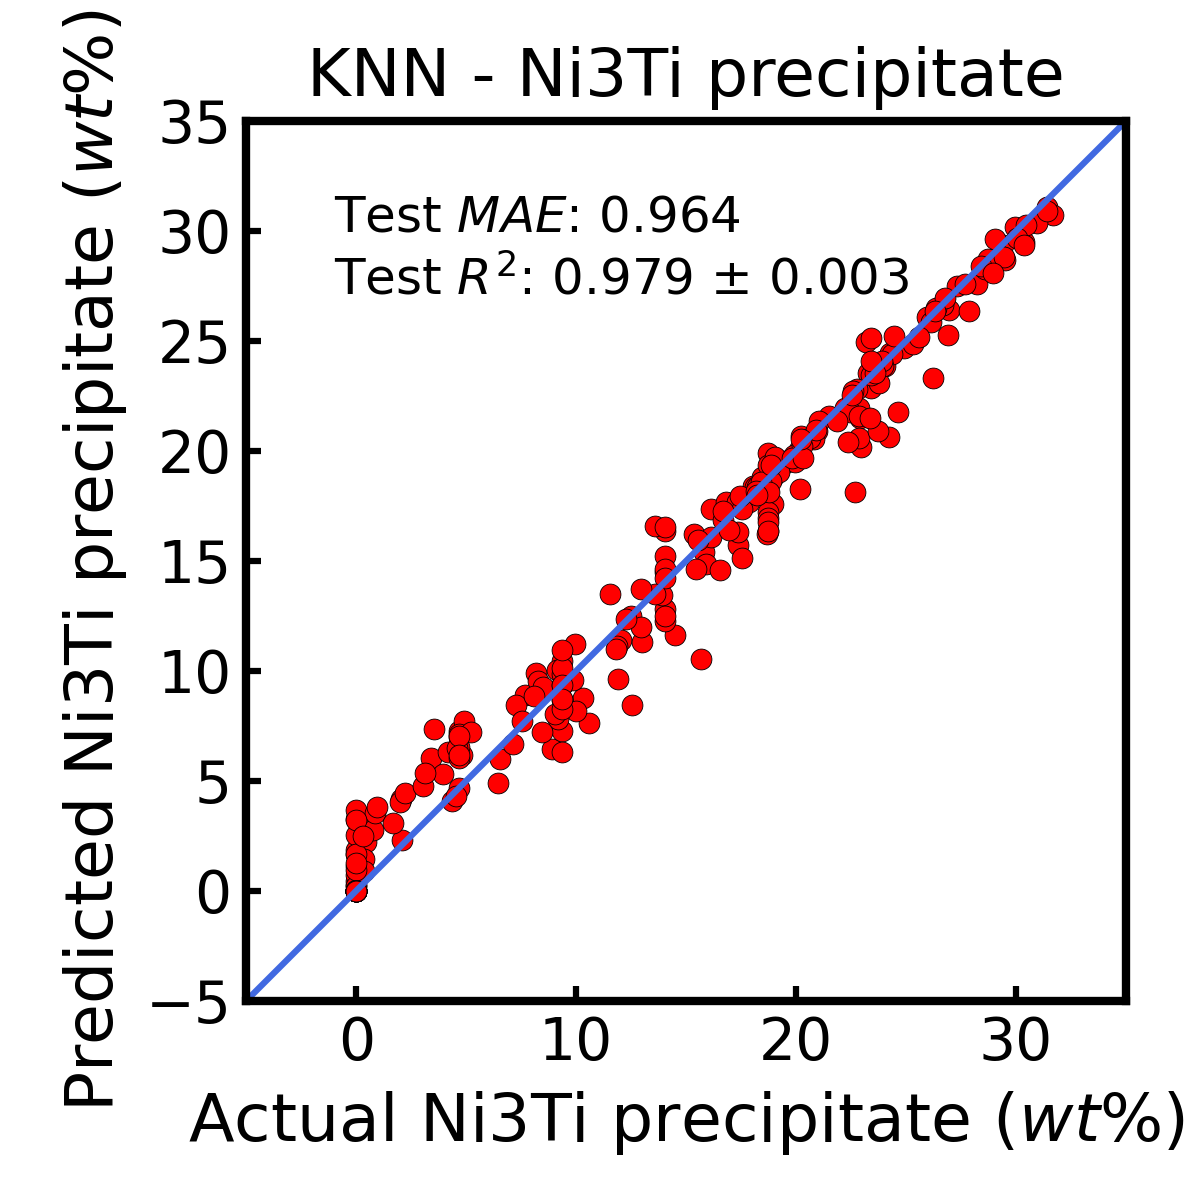 KNN - Ni3Ti precipitate
Test MAE: 0.964
Test R²: 0.979 ± 0.003
Predicted Ni3Ti precipitate (wt%)
35
30
25
20
15
10
5
0
−5
0 10 20 30
Actual Ni3Ti precipitate (wt%)